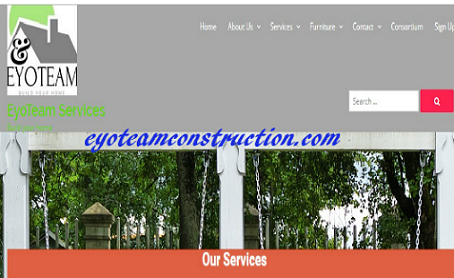 Home About Us Services Furniture Contact Consortium Sign Up
&
EYOTEAM
BUILD YOUR HOME
Search ...
EyoTeam Services
eyoteamconstruction.com
Our Services